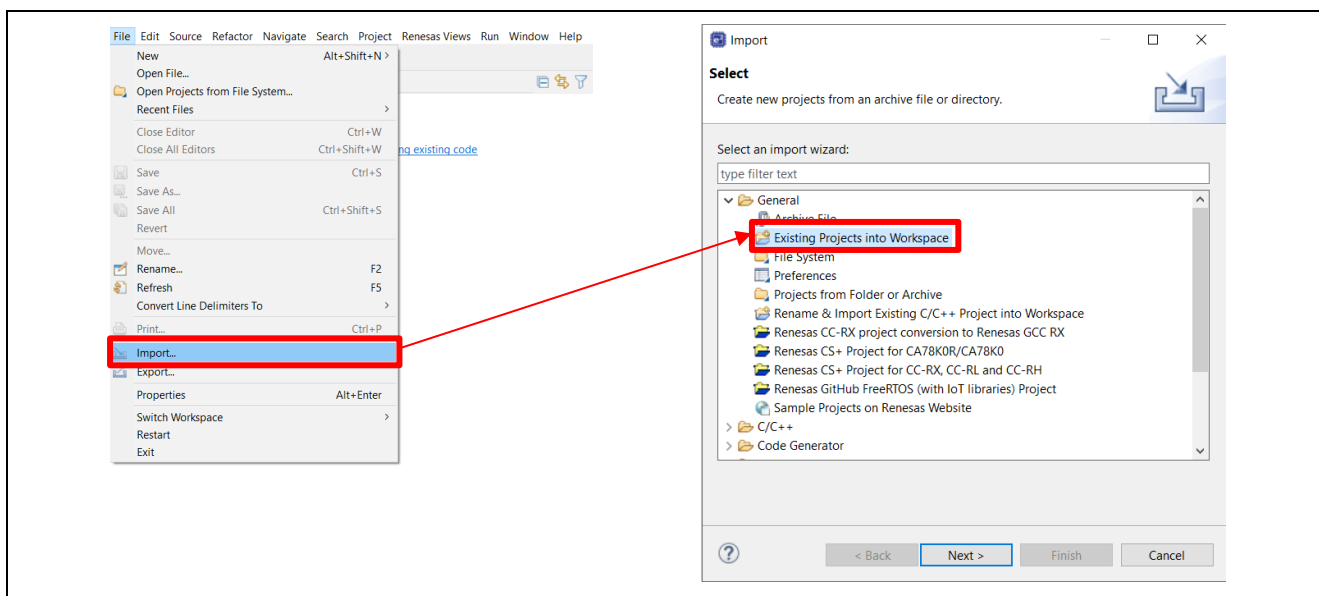 File Edit Source Refactor Navigate Search Project Renesas Views Run Window Help
New Alt+Shift+N >
Open File...
Open Projects from File System...
Recent Files >
Close Editor Ctrl+W
Close All Editors Ctrl+Shift+W
ng existing code
Save Ctrl+S
Save As...
Save All Ctrl+Shift+S
Revert
Move...
Rename... F2
Refresh F5
Convert Line Delimiters To >
Print... Ctrl+P
Import...
Export...
Properties Alt+Enter
Switch Workspace >
Restart
Exit
Import
Select
Create new projects from an archive file or directory.
Select an import wizard:
type filter text
General
Archive File
Existing Projects into Workspace
File System
Preferences
Projects from Folder or Archive
Rename & Import Existing C/C++ Project into Workspace
Renesas CC-RX project conversion to Renesas GCC RX
Renesas CS+ Project for CA78K0R/CA78K0
Renesas CS+ Project for CC-RX, CC-RL and CC-RH
Renesas GitHub FreeRTOS (with IoT libraries) Project
Sample Projects on Renesas Website
> C/C++
> Code Generator
? < Back Next > Finish Cancel